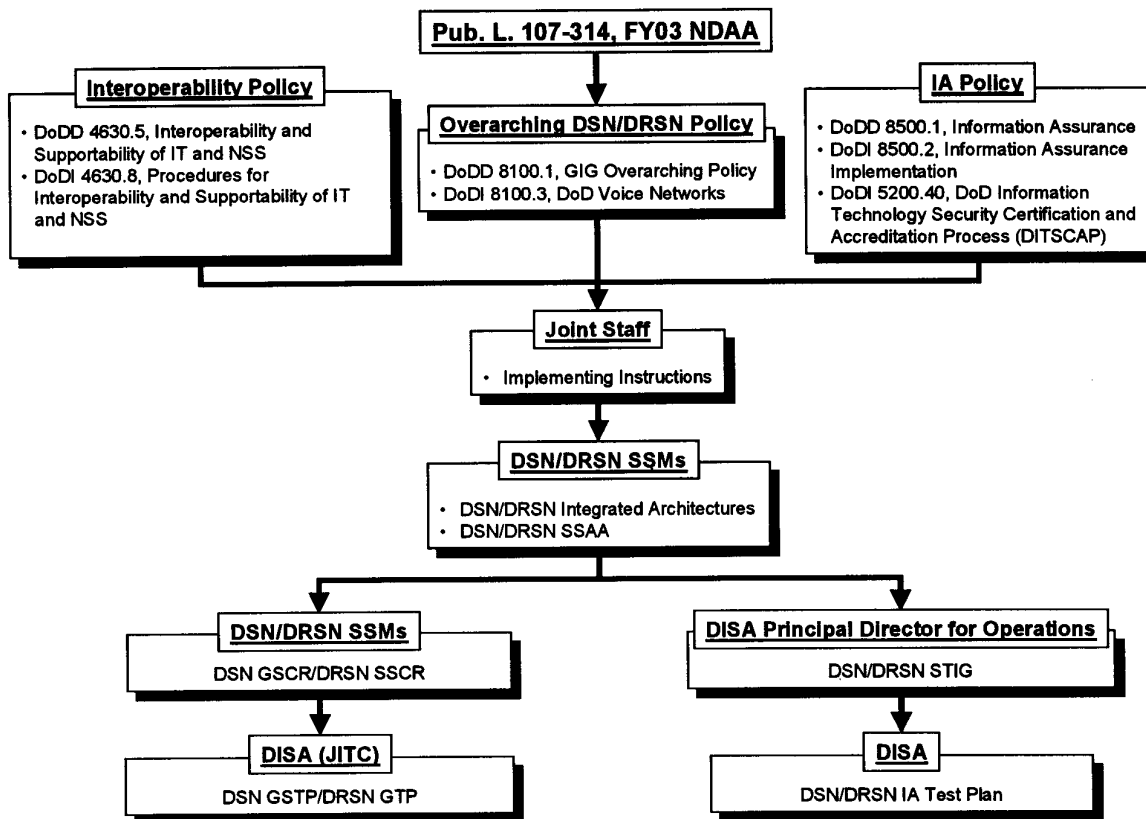 Pub. L. 107-314, FY03 NDAA
Interoperability Policy
• DoDD 4630.5, Interoperability and
Supportability of IT and NSS
• DoDI 4630.8, Procedures for
Interoperability and Supportability of IT
and NSS
Overarching DSN/DRSN Policy
• DoDD 8100.1, GIG Overarching Policy
• DoDI 8100.3, DoD Voice Networks
IA Policy
• DoDD 8500.1, Information Assurance
• DoDI 8500.2, Information Assurance
Implementation
• DoDI 5200.40, DoD Information
Technology Security Certification and
Accreditation Process (DITSCAP)
Joint Staff
• Implementing Instructions
DSN/DRSN SSMs
• DSN/DRSN Integrated Architectures
• DSN/DRSN SSAA
DSN/DRSN SSMs
DSN GSCR/DRSN SSCR
DISA Principal Director for Operations
DSN/DRSN STIG
DISA (JITC)
DSN GSTP/DRSN GTP
DISA
DSN/DRSN IA Test Plan